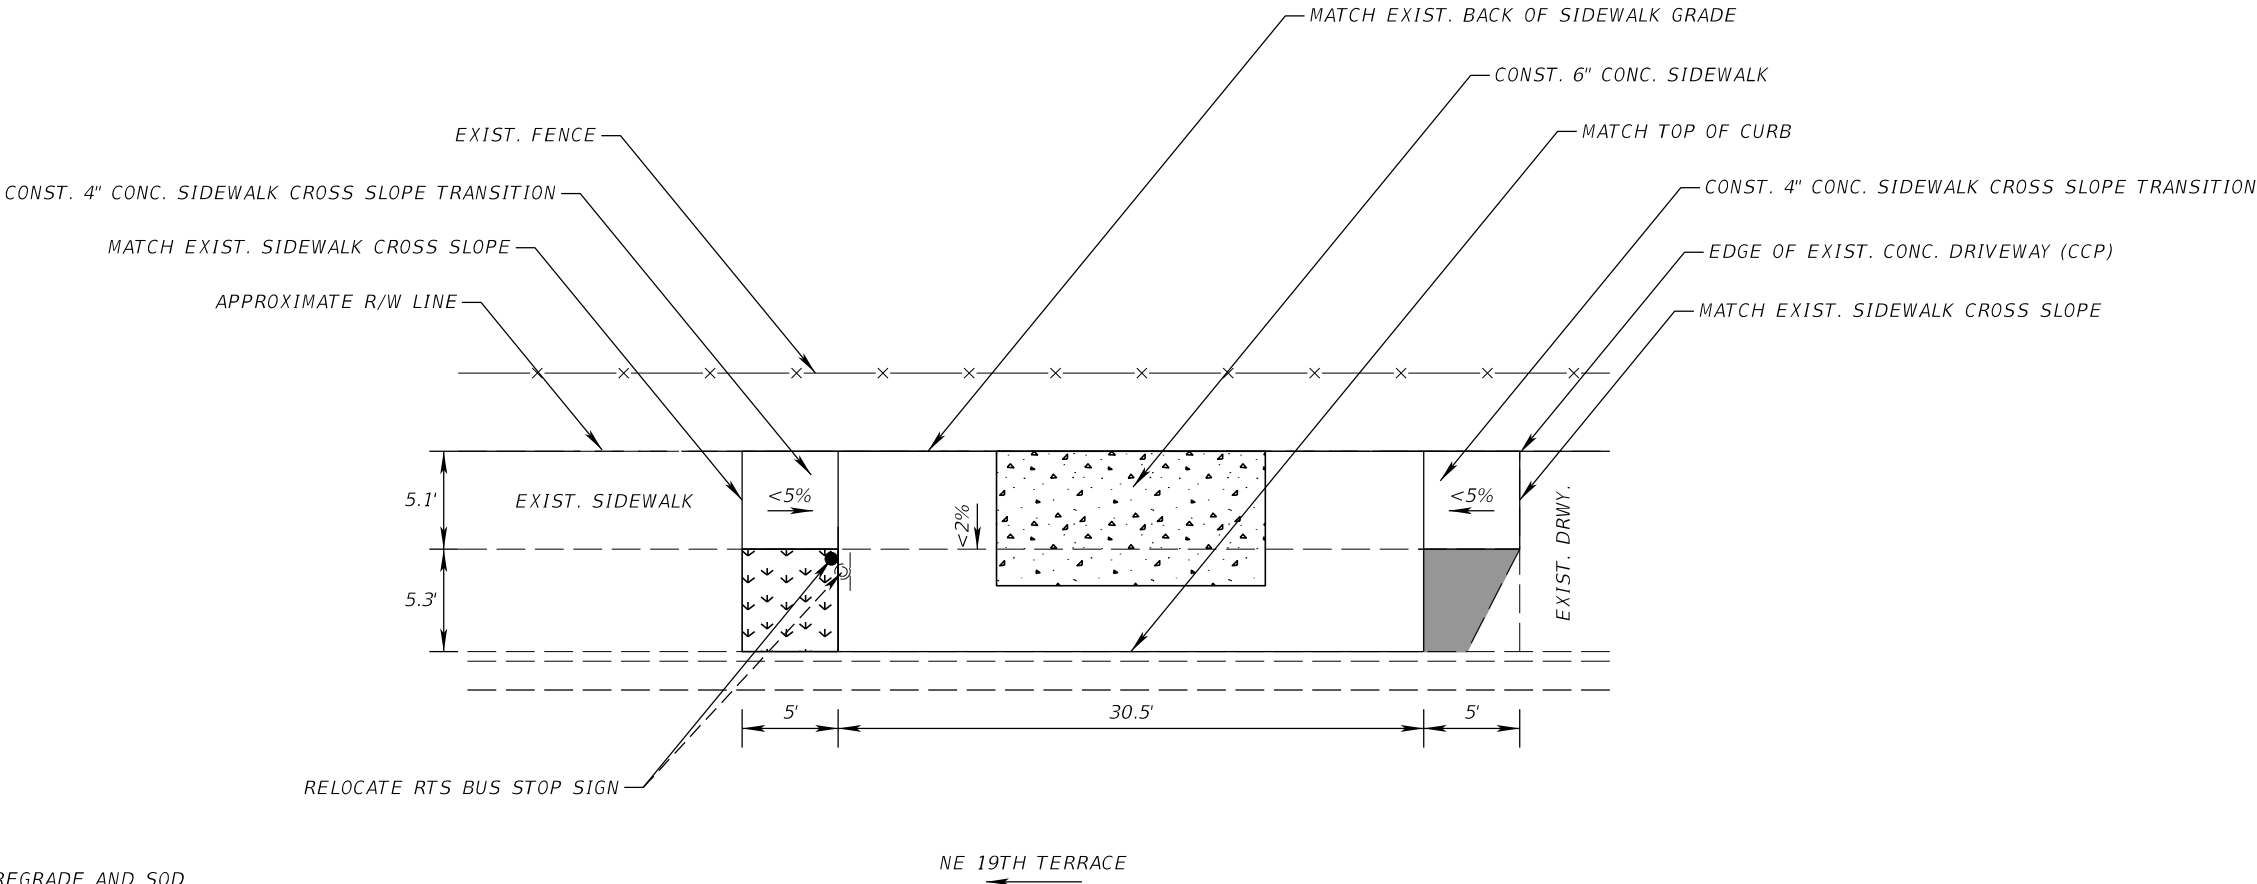 MATCH EXIST. BACK OF SIDEWALK GRADE
CONST. 6" CONC. SIDEWALK
EXIST. FENCE
MATCH TOP OF CURB
CONST. 4" CONC. SIDEWALK CROSS SLOPE TRANSITION
CONST. 4" CONC. SIDEWALK CROSS SLOPE TRANSITION
MATCH EXIST. SIDEWALK CROSS SLOPE
EDGE OF EXIST. CONC. DRIVEWAY (CCP)
APPROXIMATE R/W LINE
MATCH EXIST. SIDEWALK CROSS SLOPE
5.1'
EXIST. SIDEWALK
<5%
<2%
<5%
EXIST. DRWY.
5.3'
5'
30.5'
5'
RELOCATE RTS BUS STOP SIGN
NE 19TH TERRACE
REGRADE AND SOD